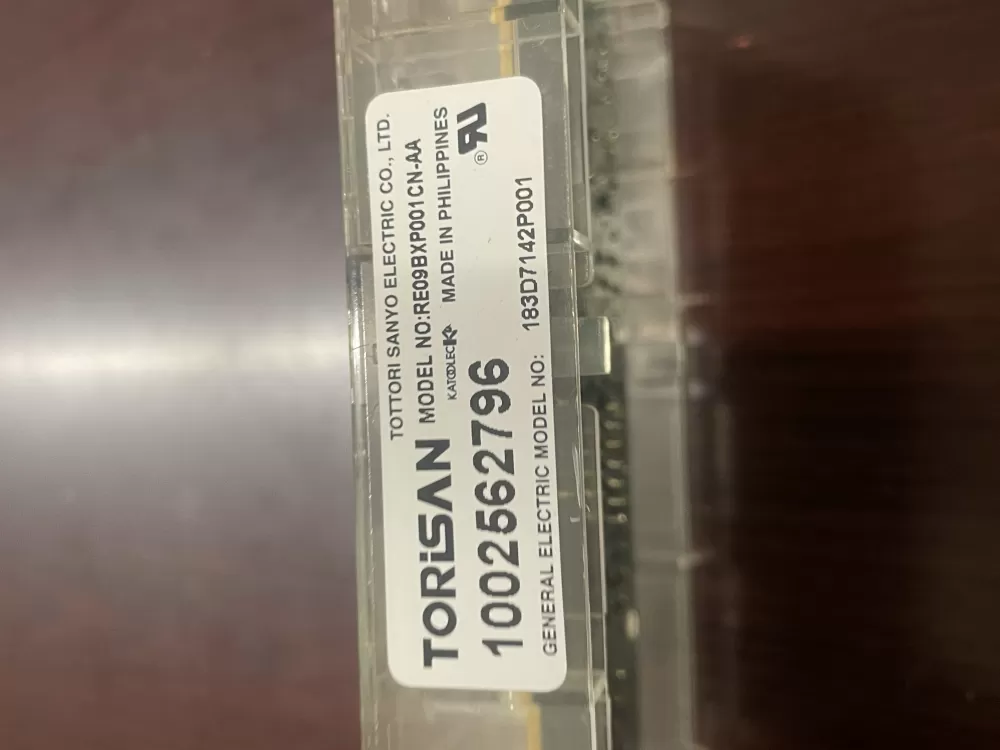 TOTTORI SANYO ELECTRIC CO., LTD.
TORiSAN MODEL NO:RE09BXP001CN-AA
KATOOLEC MADE IN PHILIPPINES
1002562796 ®
GENERAL ELECTRIC MODEL NO: 183D7142P001